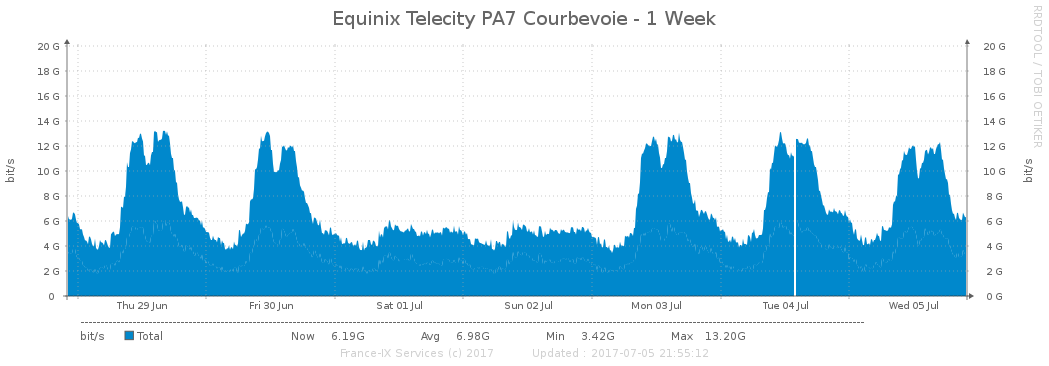 Equinix Telecity PA7 Courbevoie - 1 Week
RRDTOOL / TOBI OETIKER
bit/s
20 G 20 G
18 G 18 G
16 G 16 G
14 G 14 G
12 G 12 G
10 G 10 G
8 G 8 G
6 G 6 G
4 G 4 G
2 G 2 G
0 0 G
bit/s
Thu 29 Jun Fri 30 Jun Sat 01 Jul Sun 02 Jul Mon 03 Jul Tue 04 Jul Wed 05 Jul
bit/s Total Now 6.19G Avg 6.98G Min 3.42G Max 13.20G
France-IX Services (c) 2017 Updated : 2017-07-05 21:55:12